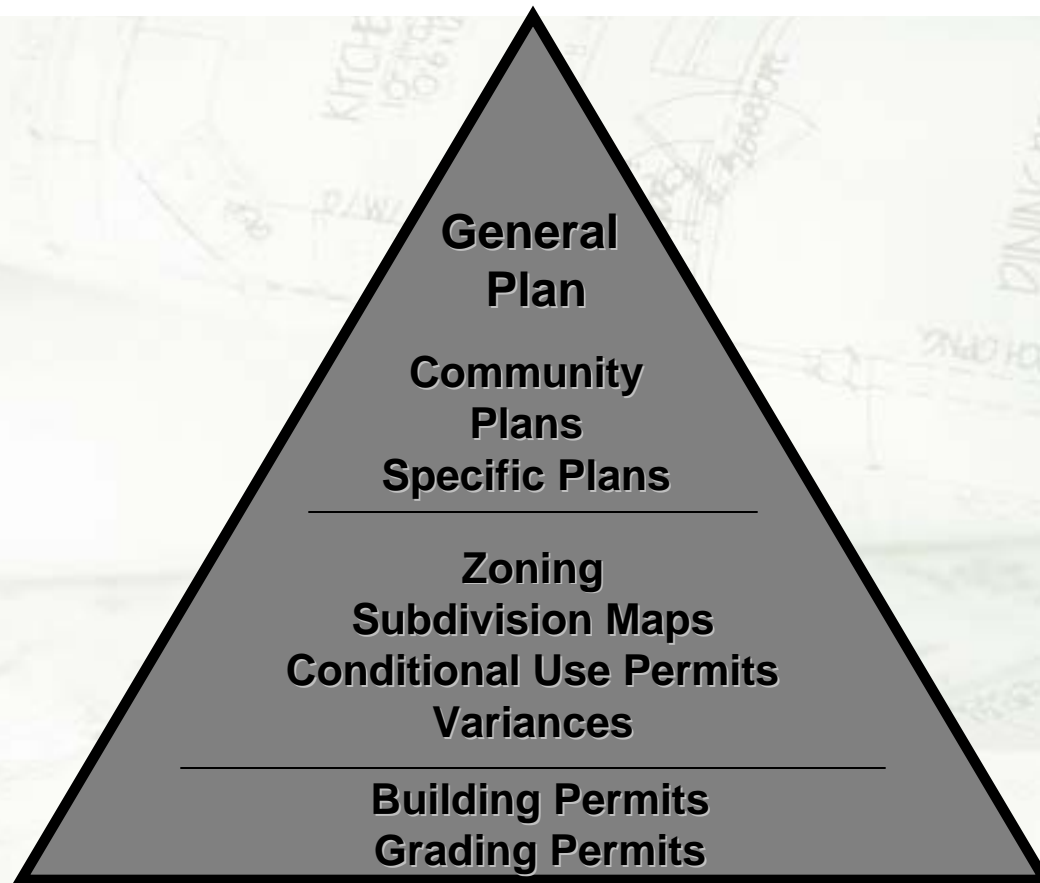 General
Plan
Community
Plans
Specific Plans
Zoning
Subdivision Maps
Conditional Use Permits
Variances
Building Permits
Grading Permits